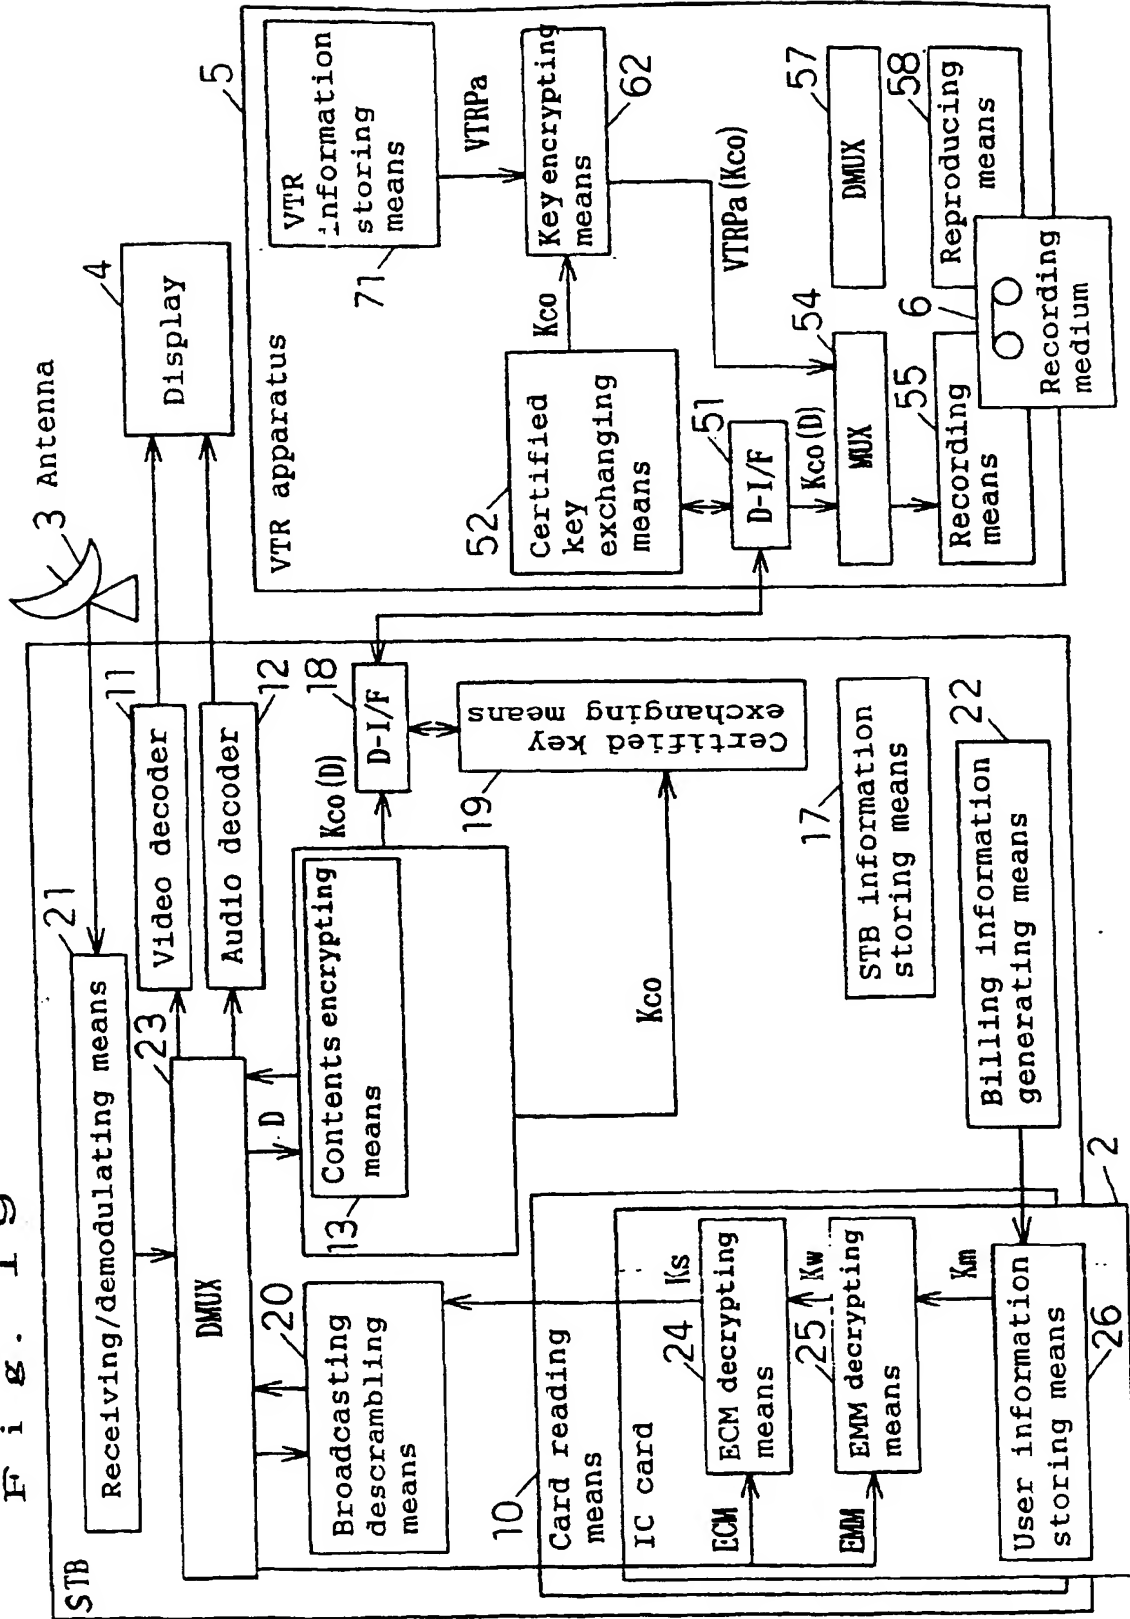 Fig. 19
STB
21
Receiving/demodulating means
3 Antenna
4
Display
11
Video decoder
12
Audio decoder
23
DMUX
D
20
Broadcasting
descrambling
means
13
Contents encrypting
means
Kco(D)
18
D-I/F
19
Certified key
exchanging means
Kco
17
STB information
storing means
22
Billing information
generating means
10
Card reading
means
IC card
2
Ks
24
ECM decrypting
means
ECM
Kw
25
EMM decrypting
means
EMM
Km
User information
storing means
26
5
VTR apparatus
VTR
information
storing
means
71
VTRPa
Key encrypting
means
62
Kco
52
Certified
key
exchanging
means
VTRPa(Kco)
51
D-I/F
Kco(D)
54
MUX
57
DMUX
55
Recording
means
58
Reproducing
means
6
Recording
medium